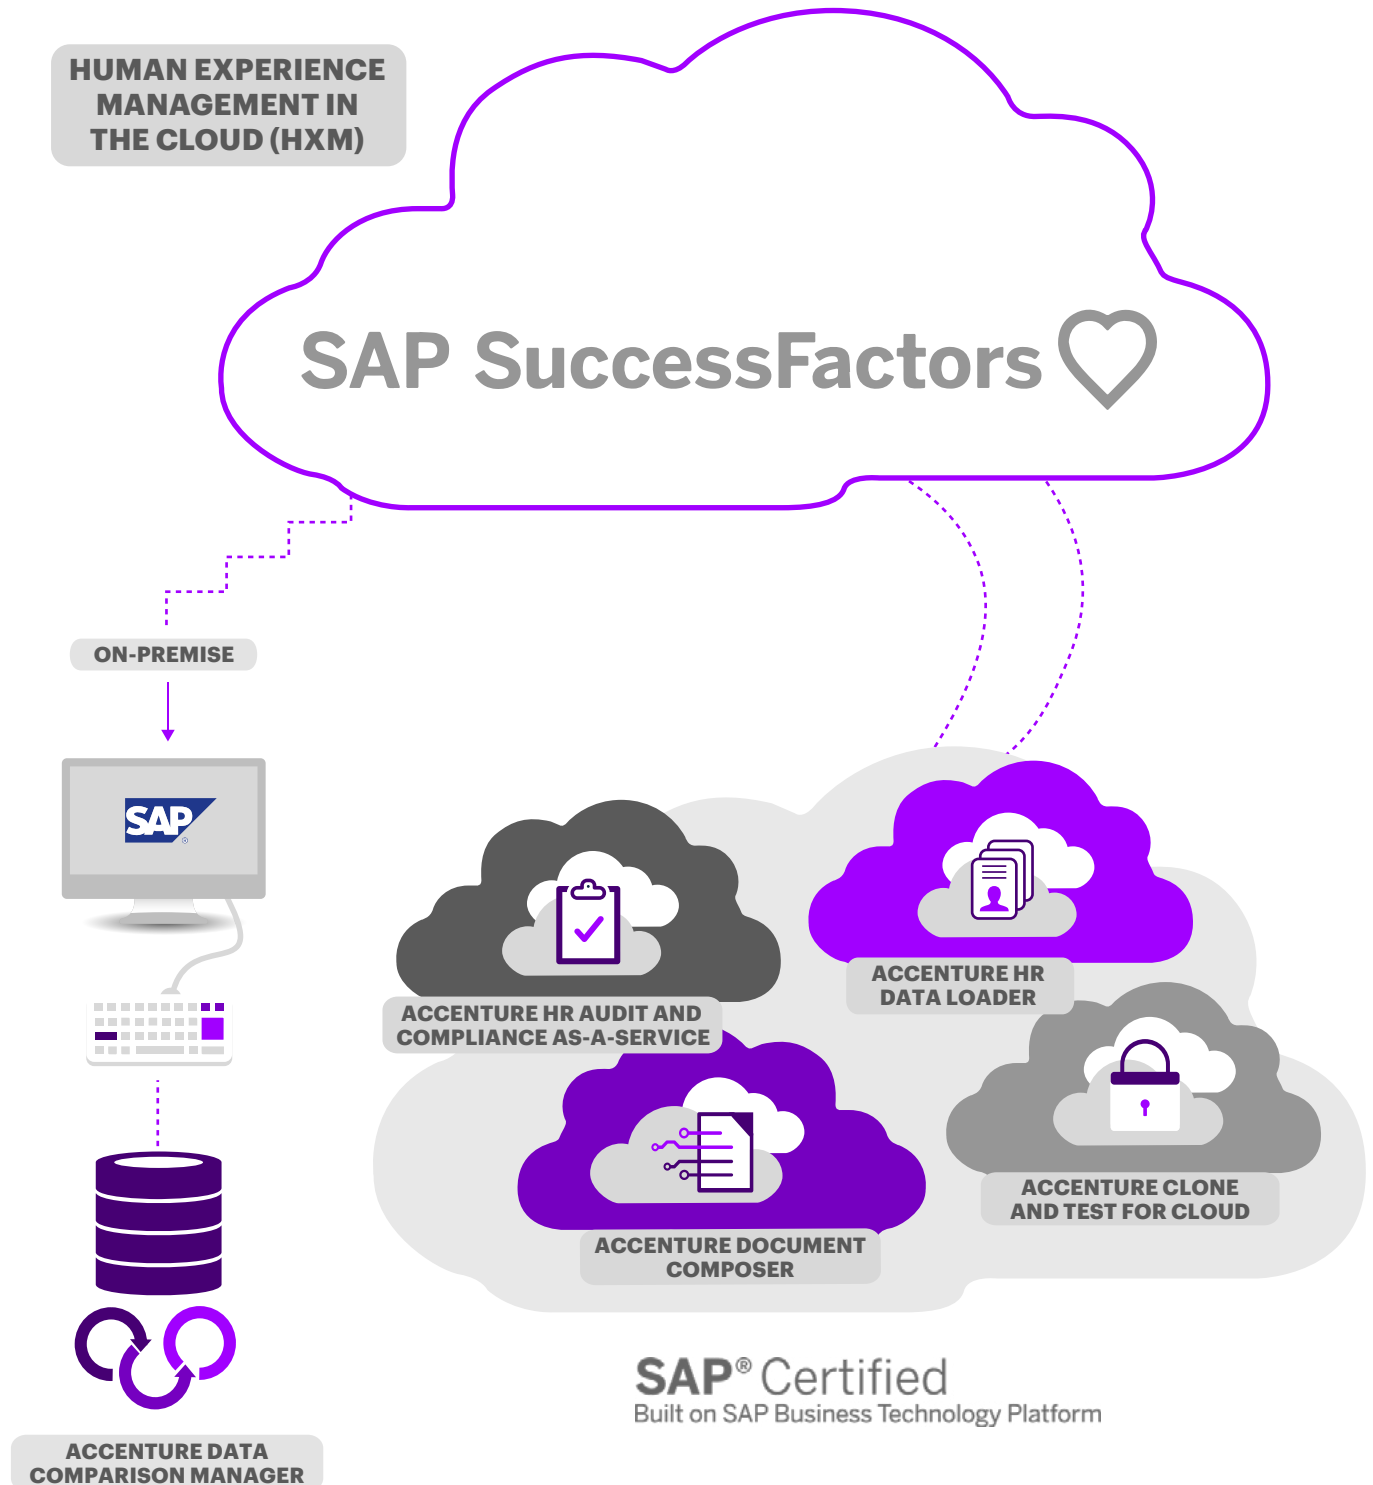 HUMAN EXPERIENCE
MANAGEMENT IN
THE CLOUD (HXM)
SAP SuccessFactors
ON-PREMISE
SAP
®
ACCENTURE HR
DATA LOADER
ACCENTURE HR AUDIT AND
COMPLIANCE AS-A-SERVICE
ACCENTURE CLONE
AND TEST FOR CLOUD
ACCENTURE DOCUMENT
COMPOSER
SAP® Certified
Built on SAP Business Technology Platform
ACCENTURE DATA
COMPARISON MANAGER